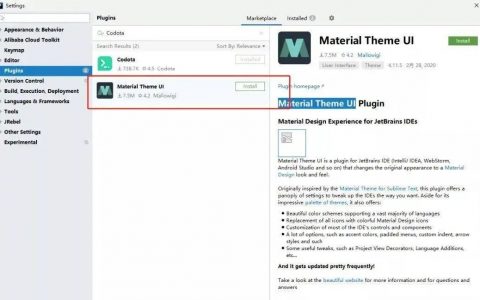 Settings
Appearance & Behavior
Alibaba Cloud Toolkit
Keymap
Editor
Plugins
Version Control
Build, Execution, Deployment
Languages & Frameworks
Tools
JRebel
Other Settings
Experimental
Plugins
Marketplace
Installed
Codota
Search Results (2)
Sort By: Relevance
Codota
4.5 Codota
Installed
Material Theme UI
7.5M 4.2 Mallowigi
Install
Material Theme UI
Install
7.5M 4.2 Mallowigi
User Interface Theme 4.11.5 2月 28, 2020
Plugin homepage
Material Theme UI Plugin
Material Design Experience for JetBrains IDEs
Material Theme UI is a plugin for JetBrains IDE (IntelliJ IDEA, WebStorm,
Android Studio and so on) that changes the original appearance to a Material
Design look and feel.
Originally inspired by the Material Theme for Sublime Text, this plugin offers a
panoply of settings to tweak up the IDEs the way you want. Aside for its
impressive palette of themes, it also offers:
Beautiful color schemes supporting a vast majority of languages
Replacement of all icons with colorful Material Design icons
Customization of most of the IDE's controls and components
A lot of options, such as accent colors, padded menus, custom indent, arrow
styles and such
Some useful tweaks, such as Project View Decorators, Language Additions,
etc...
And it gets updated pretty frequently!
Take a look at the beautiful website for more information and for questions and
answers